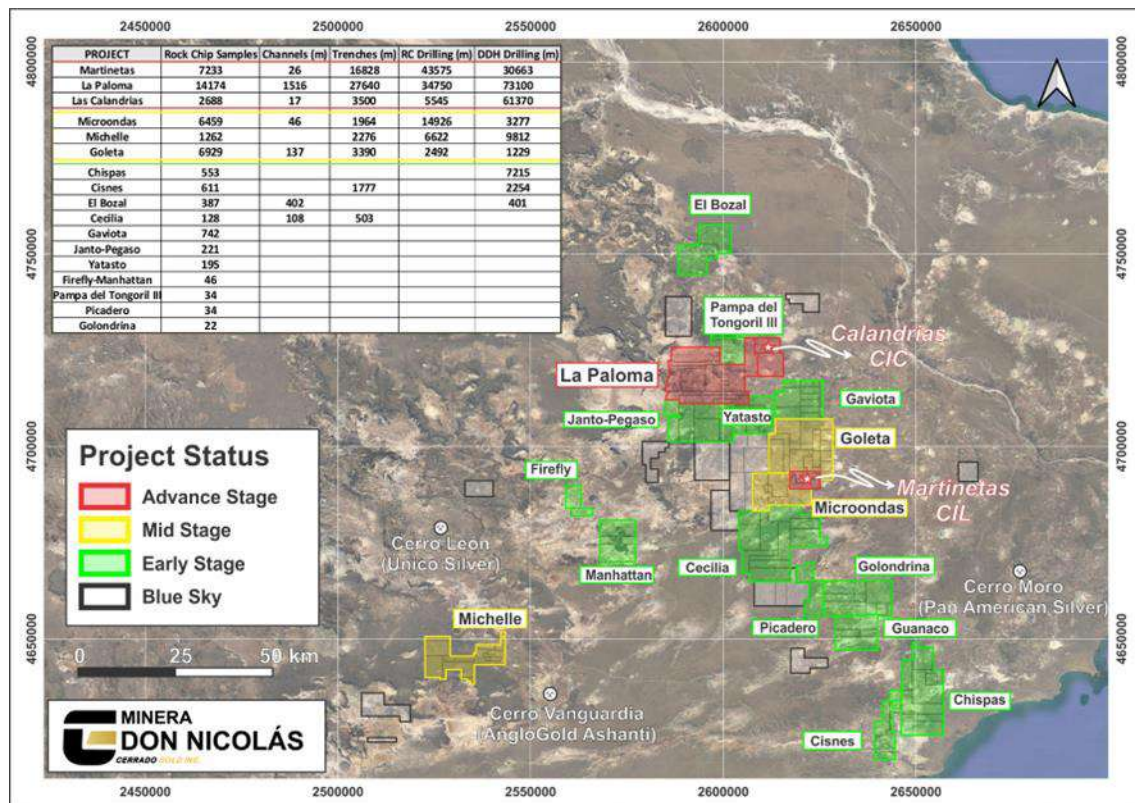 2450000 2500000 2550000 2600000 2650000
4800000 4750000 4700000 4650000
PROJECT Rock Chip Samples Channels (m) Trenches (m) RC Drilling (m) DDH Drilling (m)
Martinetas 7233 26 16828 43575 30663
La Paloma 14174 1516 27640 34750 73100
Las Calandrias 2688 17 3500 5545 61370
Microondas 6459 46 1964 14926 3277
Michelle 1262 2276 6622 9812
Goleta 6929 137 3390 2492 1229
Chispas 553 7215
Cisnes 611 1777 2254
El Bozal 387 402 401
Cecilia 128 108 503
Gaviota 742
Janto-Pegaso 221
Yatasto 195
Firefly-Manhattan 46
Pampa del Tongoril III 34
Picadero 34
Golondrina 22
El Bozal
Pampa del
Tongoril III
Calandrias
CIC
La Paloma
Janto-Pegaso
Yatasto
Gaviota
Goleta
Firefly
Martinetas
CIL
Microondas
Cerro Leon
(Unico Silver)
Manhattan
Cecilia
Golondrina
Cerro Moro
(Pan American Silver)
Picadero
Guanaco
Michelle
Chispas
Cerro Vanguardia
(AngloGold Ashanti)
Cisnes
Project Status
Advance Stage
Mid Stage
Early Stage
Blue Sky
0 25 50 km
MINERA
DON NICOLÁS
CERRADO GOLD INC.
4800000 4750000 4700000 4650000
2450000 2500000 2550000 2600000 2650000